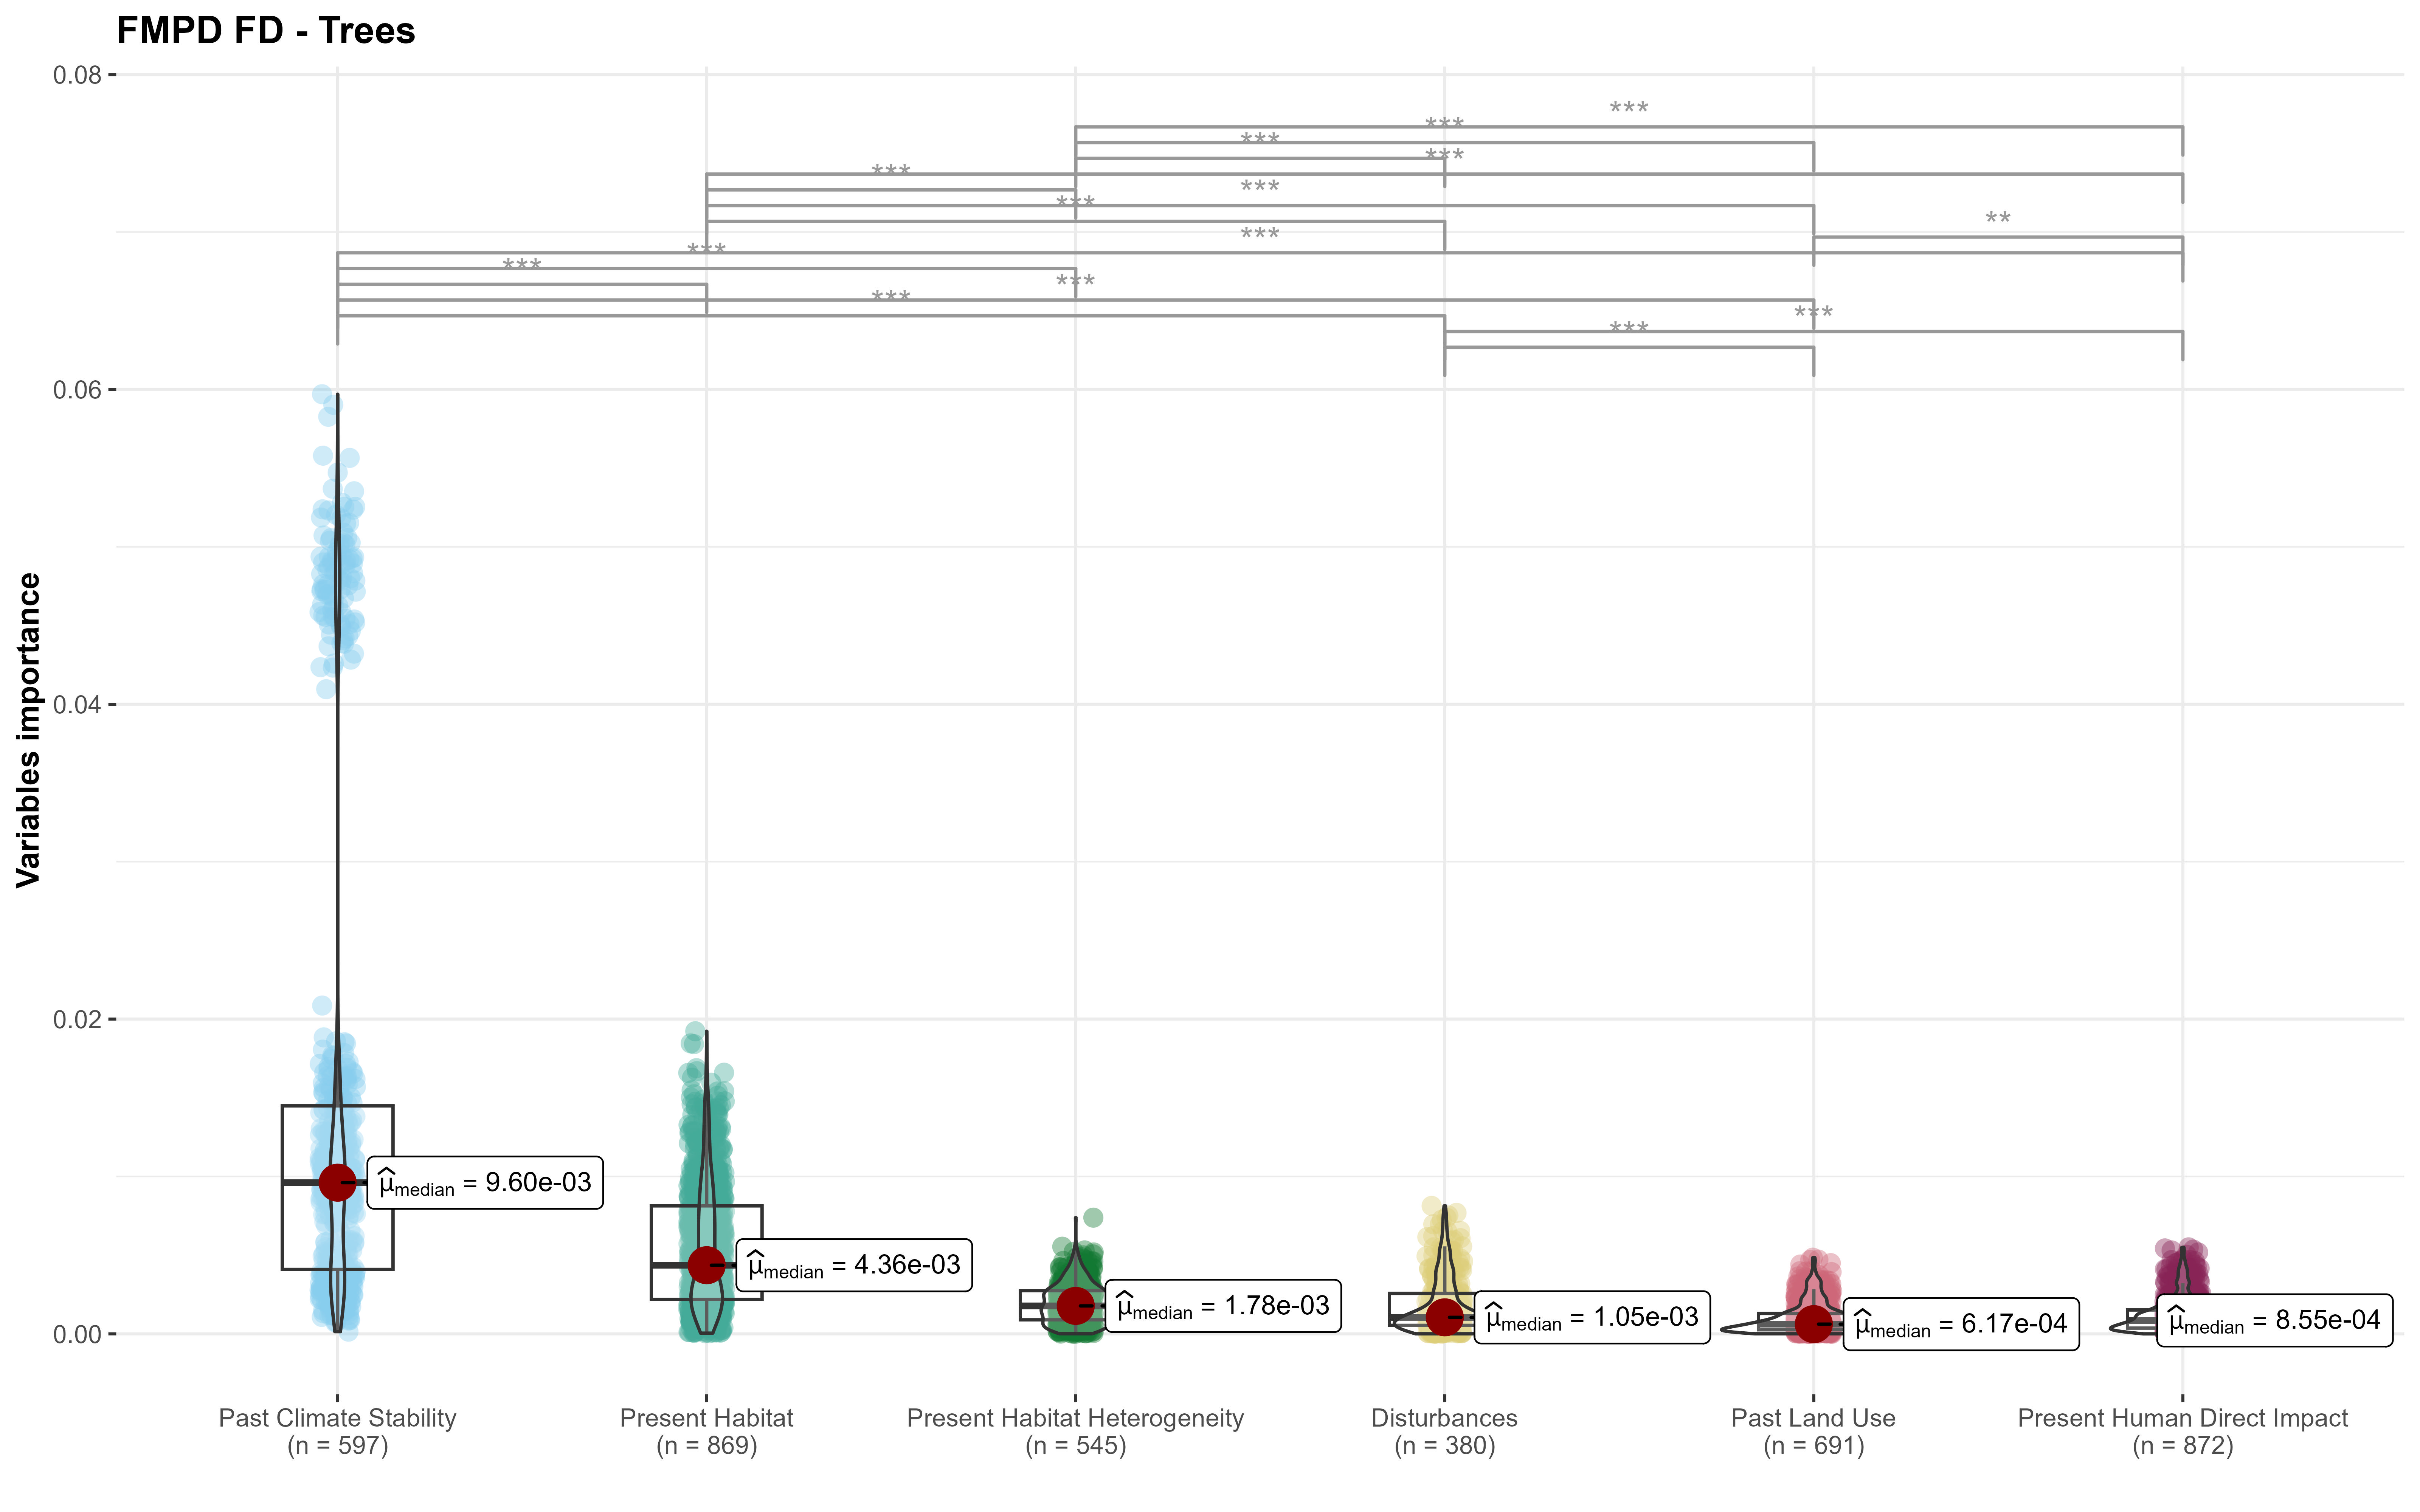 FMPD FD - Trees
Variables importance
0.08
0.06
0.04
0.02
0.00
***
***
***
***
***
***
***
**
***
***
***
***
***
***
***
μ̂median = 9.60e-03
μ̂median = 4.36e-03
μ̂median = 1.78e-03
μ̂median = 1.05e-03
μ̂median = 6.17e-04
μ̂median = 8.55e-04
Past Climate Stability
(n = 597)
Present Habitat
(n = 869)
Present Habitat Heterogeneity
(n = 545)
Disturbances
(n = 380)
Past Land Use
(n = 691)
Present Human Direct Impact
(n = 872)